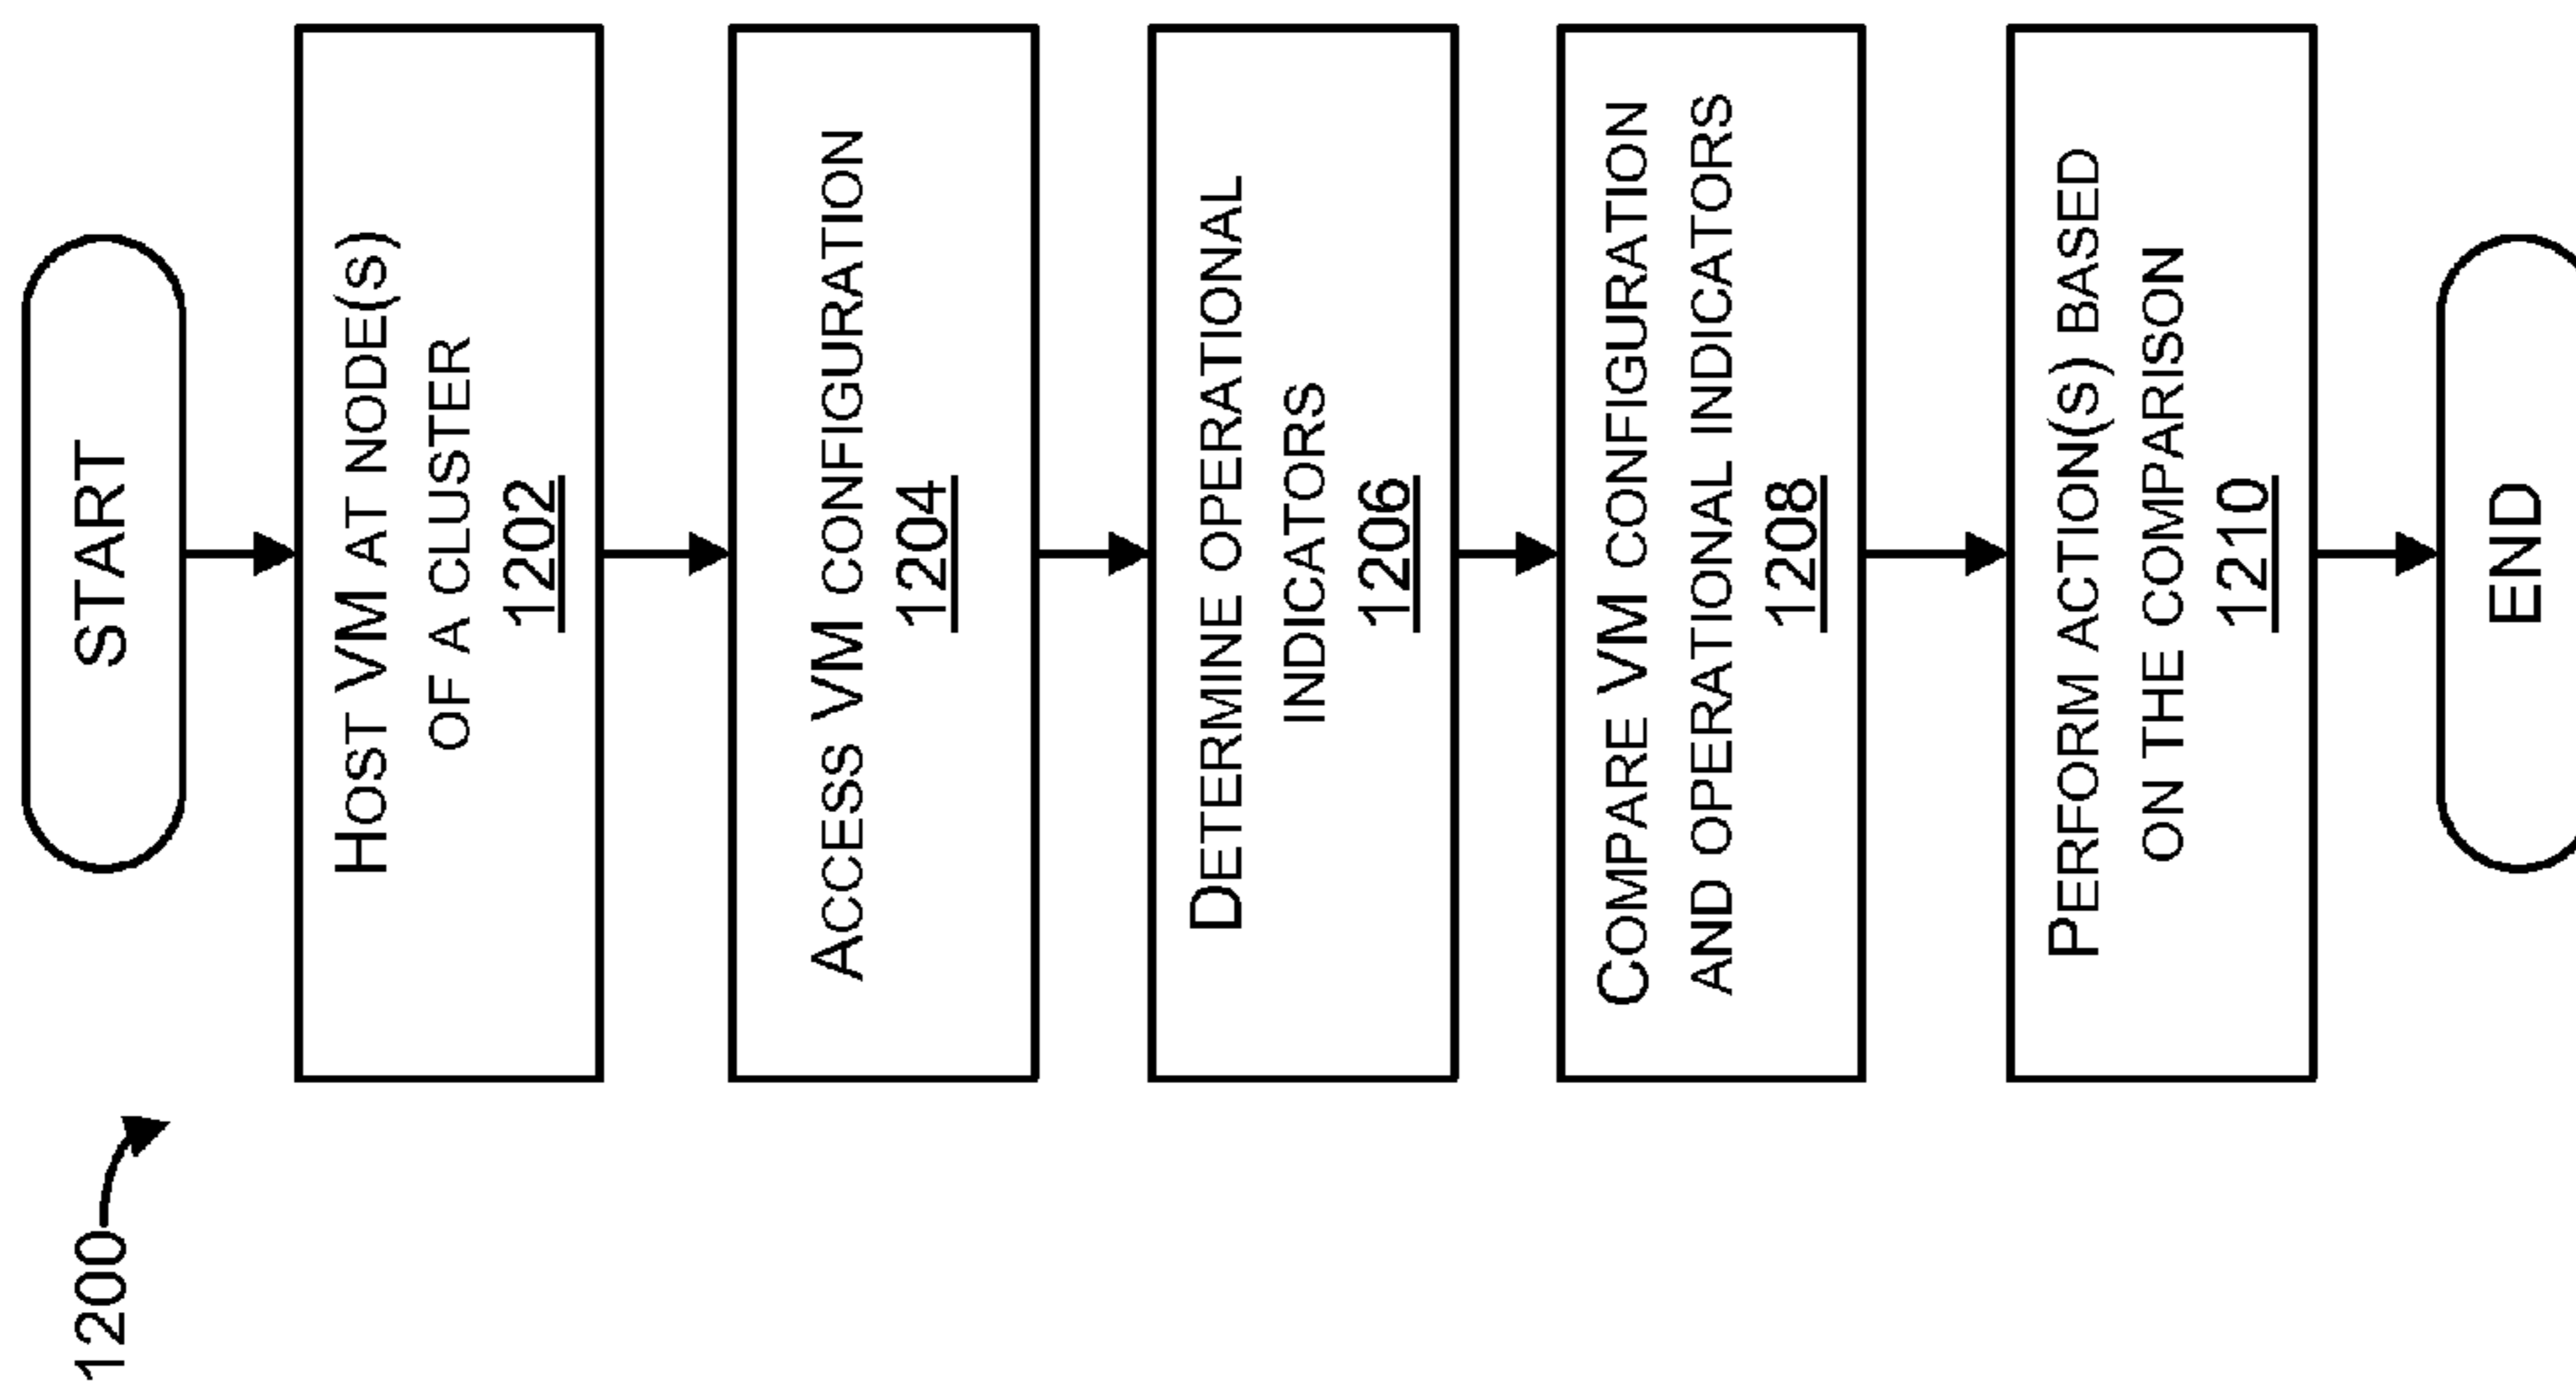 1200
START
HOST VM AT NODE(S)
OF A CLUSTER
1202
ACCESS VM CONFIGURATION
1204
DETERMINE OPERATIONAL
INDICATORS
1206
COMPARE VM CONFIGURATION
AND OPERATIONAL INDICATORS
1208
PERFORM ACTION(S) BASED
ON THE COMPARISON
1210
END